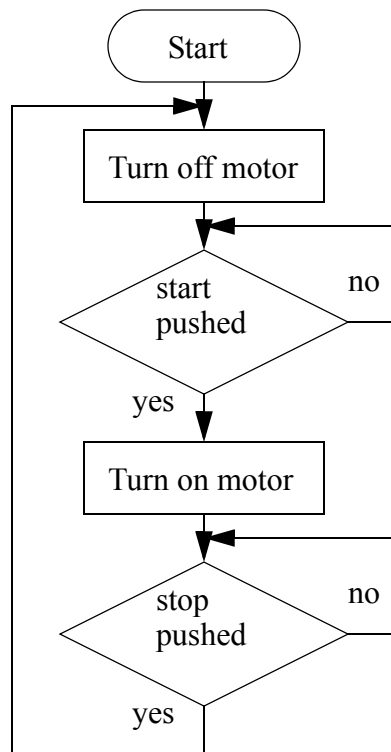 Start
Turn off motor
start
pushed
no
yes
Turn on motor
stop
pushed
no
yes